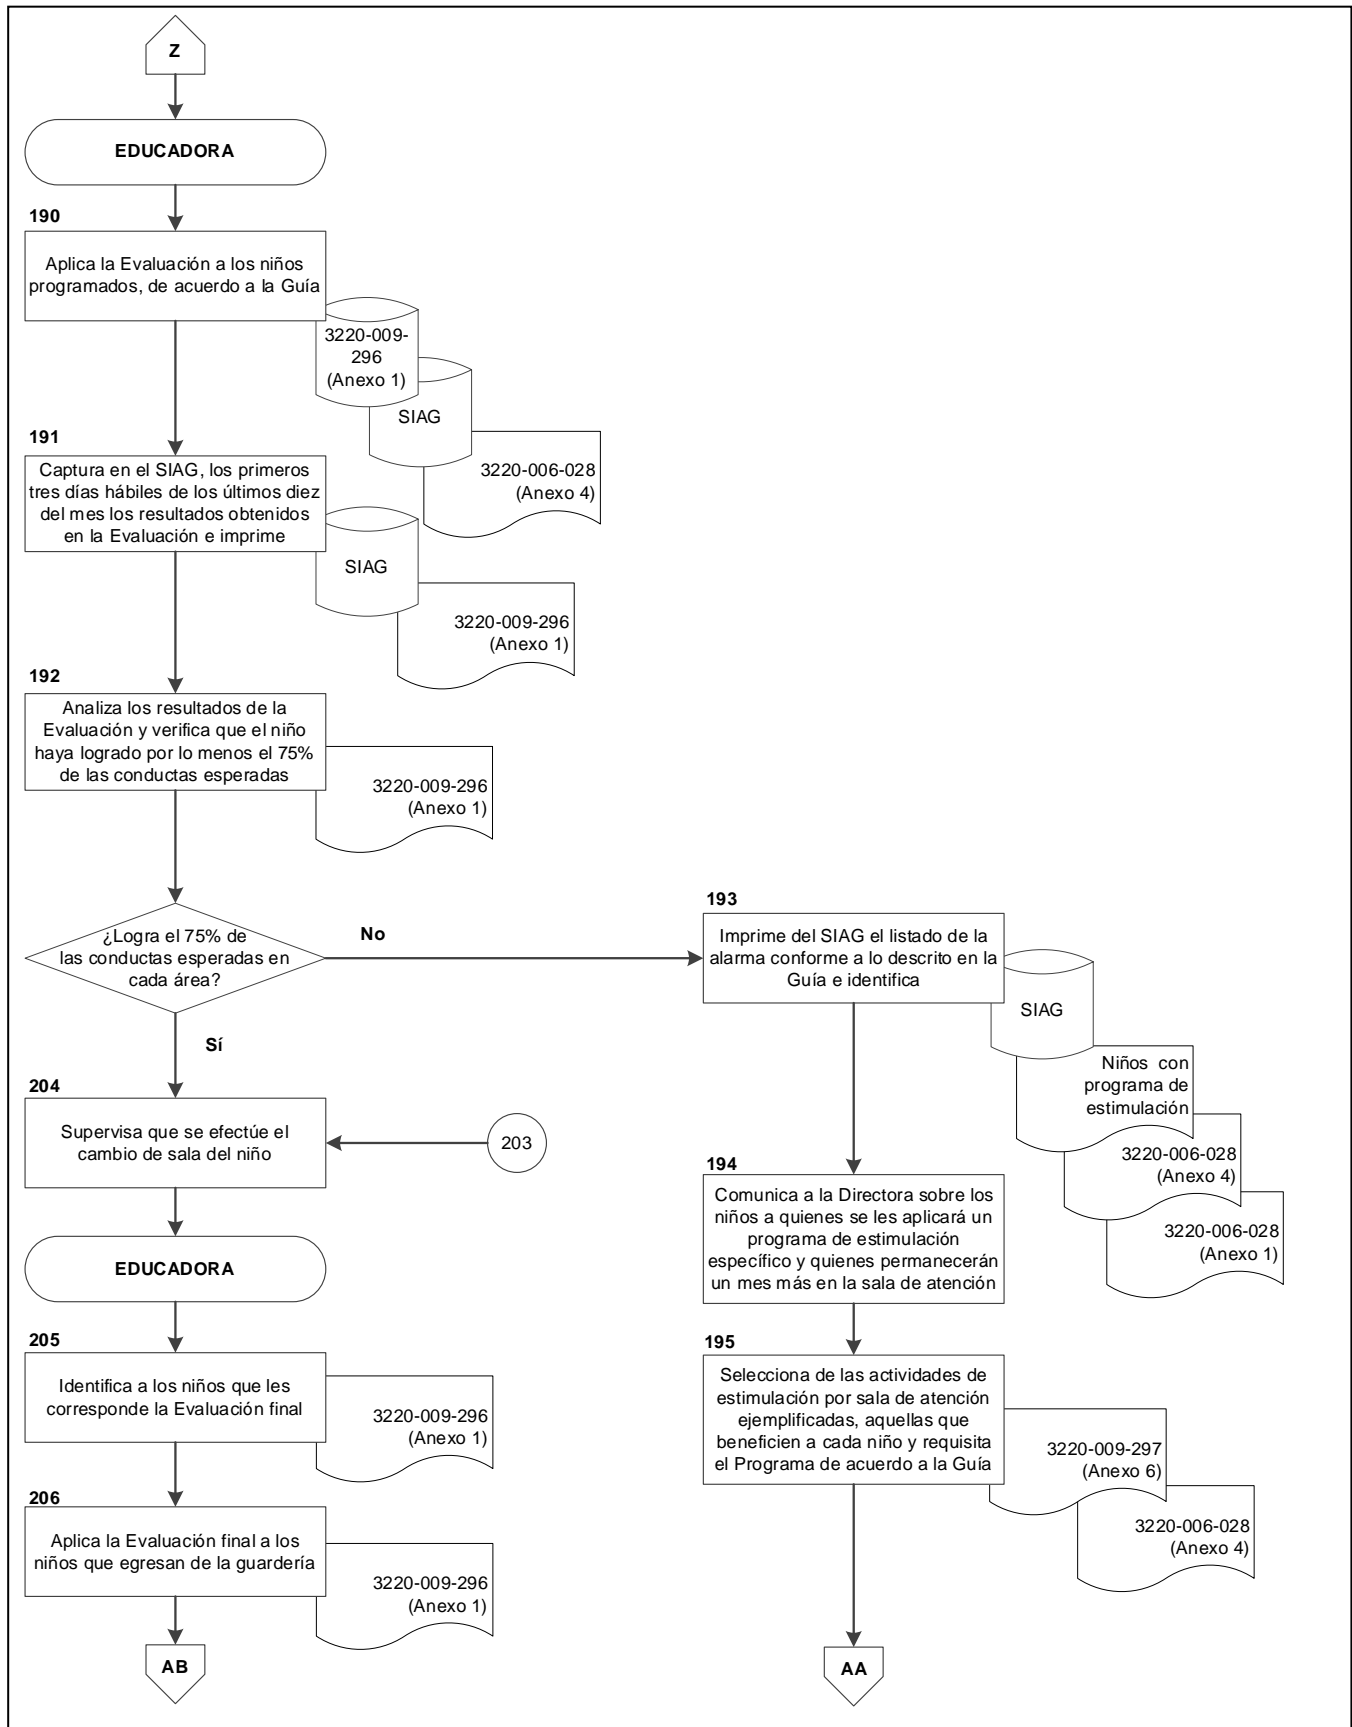 Z
EDUCADORA
190
Aplica la Evaluación a los niños
programados, de acuerdo a la Guía
3220-009-
296
(Anexo 1)
SIAG
3220-006-028
(Anexo 4)
191
Captura en el SIAG, los primeros
tres días hábiles de los últimos diez
del mes los resultados obtenidos
en la Evaluación e imprime
SIAG
3220-009-296
(Anexo 1)
192
Analiza los resultados de la
Evaluación y verifica que el niño
haya logrado por lo menos el 75%
de las conductas esperadas
3220-009-296
(Anexo 1)
¿Logra el 75% de
las conductas esperadas en
cada área?
No
Sí
193
Imprime del SIAG el listado de la
alarma conforme a lo descrito en la
Guía e identifica
SIAG
Niños con
programa de
estimulación
3220-006-028
(Anexo 4)
3220-006-028
(Anexo 1)
204
Supervisa que se efectúe el
cambio de sala del niño
203
194
Comunica a la Directora sobre los
niños a quienes se les aplicará un
programa de estimulación
específico y quienes permanecerán
un mes más en la sala de atención
EDUCADORA
205
Identifica a los niños que les
corresponde la Evaluación final
3220-009-296
(Anexo 1)
195
Selecciona de las actividades de
estimulación por sala de atención
ejemplificadas, aquellas que
beneficien a cada niño y requisita
el Programa de acuerdo a la Guía
3220-009-297
(Anexo 6)
3220-006-028
(Anexo 4)
206
Aplica la Evaluación final a los
niños que egresan de la guardería
3220-009-296
(Anexo 1)
AB
AA